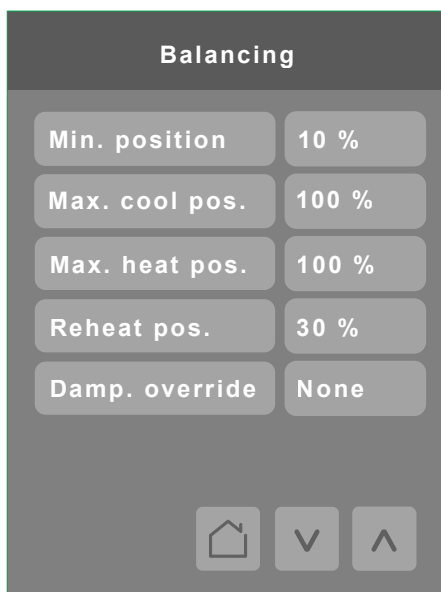 Balancing
Min. position 10 %
Max. cool pos. 100 %
Max. heat pos. 100 %
Reheat pos. 30 %
Damp. override None